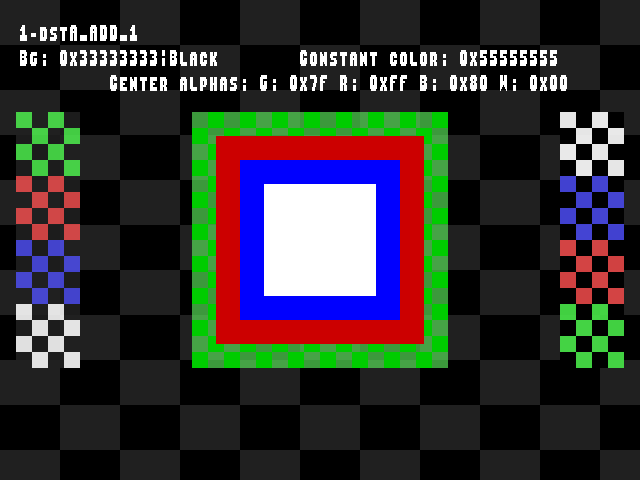 1-dstA_ADD_1
Bg: 0x33333333¦Black Constant color: 0x55555555
Center alphas: G: 0x7F R: 0xFF B: 0x80 W: 0x00